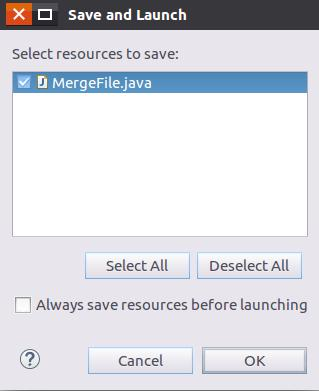 Save and Launch
Select resources to save:
MergeFile.java
Select All
Deselect All
Always save resources before launching
Cancel
OK